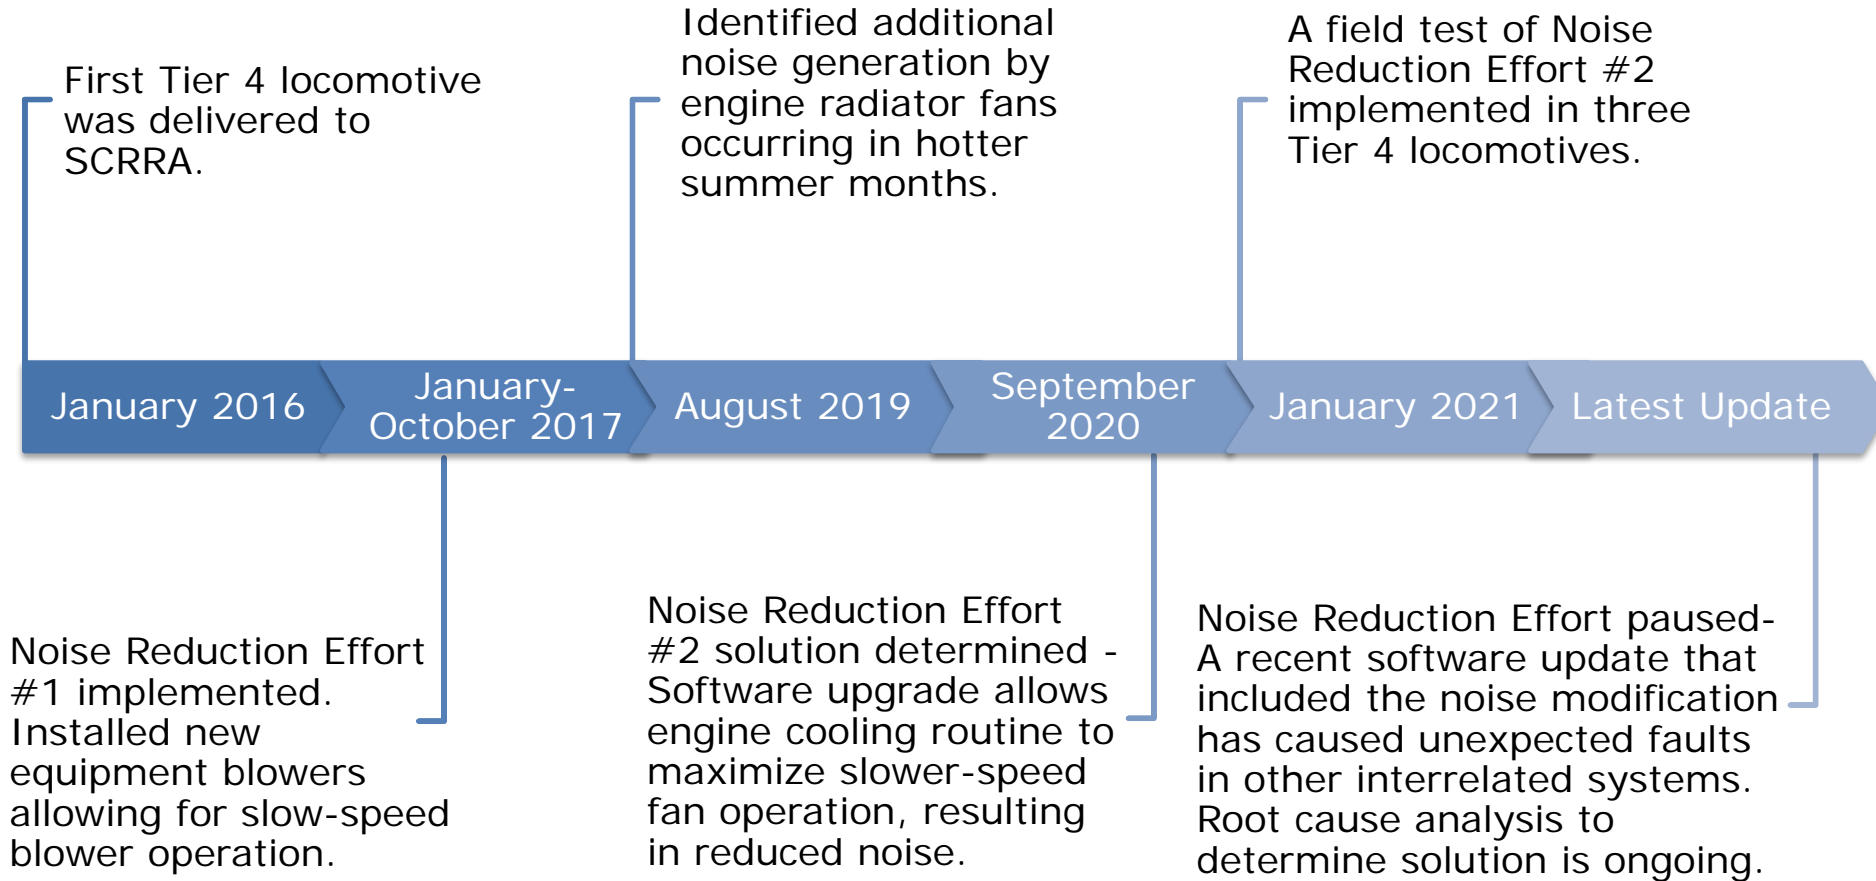 First Tier 4 locomotive
was delivered to
SCRRA.
Identified additional
noise generation by
engine radiator fans
occurring in hotter
summer months.
A field test of Noise
Reduction Effort #2
implemented in three
Tier 4 locomotives.
January 2016
January-
October 2017
August 2019
September
2020
January 2021
Latest Update
Noise Reduction Effort
#1 implemented.
Installed new
equipment blowers
allowing for slow-speed
blower operation.
Noise Reduction Effort
#2 solution determined -
Software upgrade allows
engine cooling routine to
maximize slower-speed
fan operation, resulting
in reduced noise.
Noise Reduction Effort paused-
A recent software update that
included the noise modification
has caused unexpected faults
in other interrelated systems.
Root cause analysis to
determine solution is ongoing.